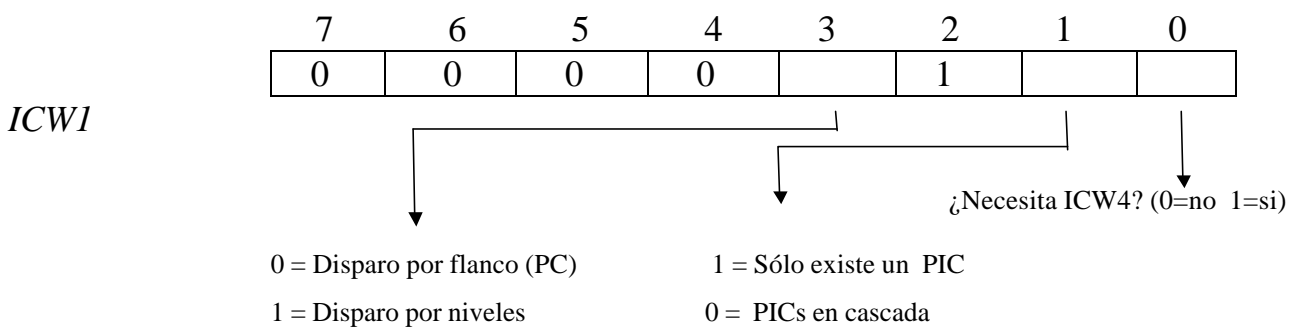 7 6 5 4 3 2 1 0
0 0 0 0 1
ICW1
¿Necesita ICW4? (0=no 1=si)
0 = Disparo por flanco (PC) 1 = Sólo existe un PIC
1 = Disparo por niveles 0 = PICs en cascada